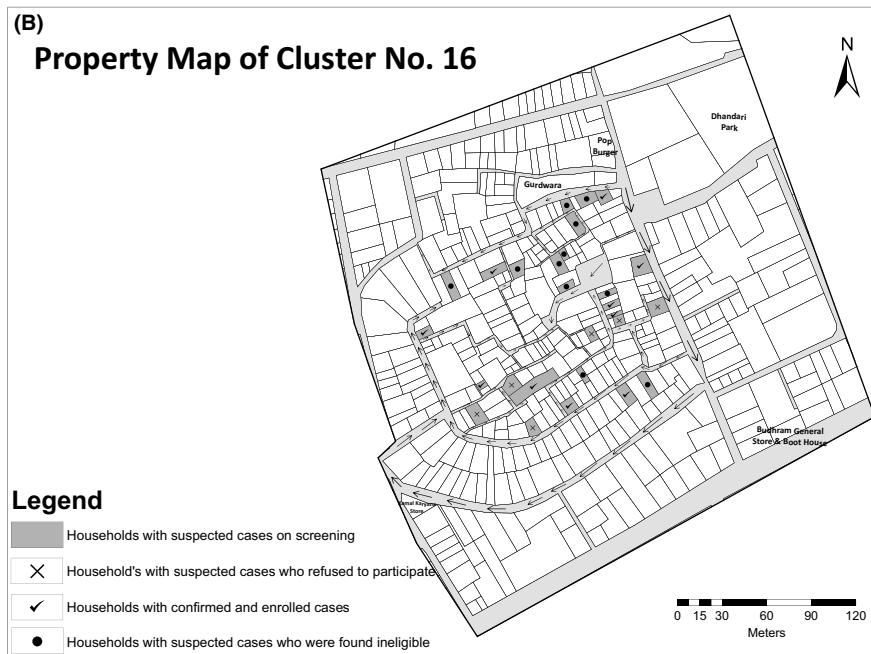 (B)
Property Map of Cluster No. 16
N
Dhandari
Park
Pop
Burger
Gurdwara
Budhram General
Store & Boot House
Store
Legend
Households with suspected cases on screening
Household's with suspected cases who refused to participate
Households with confirmed and enrolled cases
Households with suspected cases who were found ineligible
0 15 30 60 90 120
Meters